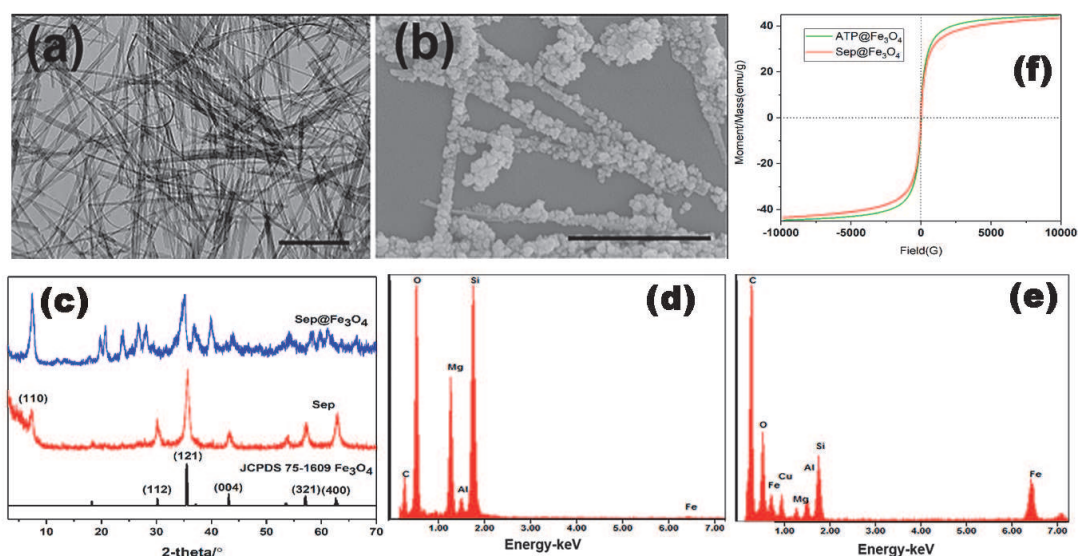 (a)
(b)
40
20
0
-20
-40
Moment/Mass(emu/g)
ATP@Fe₃O₄
Sep@Fe₃O₄
(f)
-10000 -5000 0 5000 10000
Field(G)
(c)
Sep@Fe₃O₄
(110)
Sep
(121)
JCPDS 75-1609 Fe₃O₄
(112) (004) (321) (400)
10 20 30 40 50 60 70
2-theta/°
(d)
O Si
Mg
C Al
Fe
1.00 2.00 3.00 4.00 5.00 6.00 7.00
Energy-keV
(e)
C
O
Si
Fe Cu Al
Mg
Fe
1.00 2.00 3.00 4.00 5.00 6.00 7.00
Energy-keV